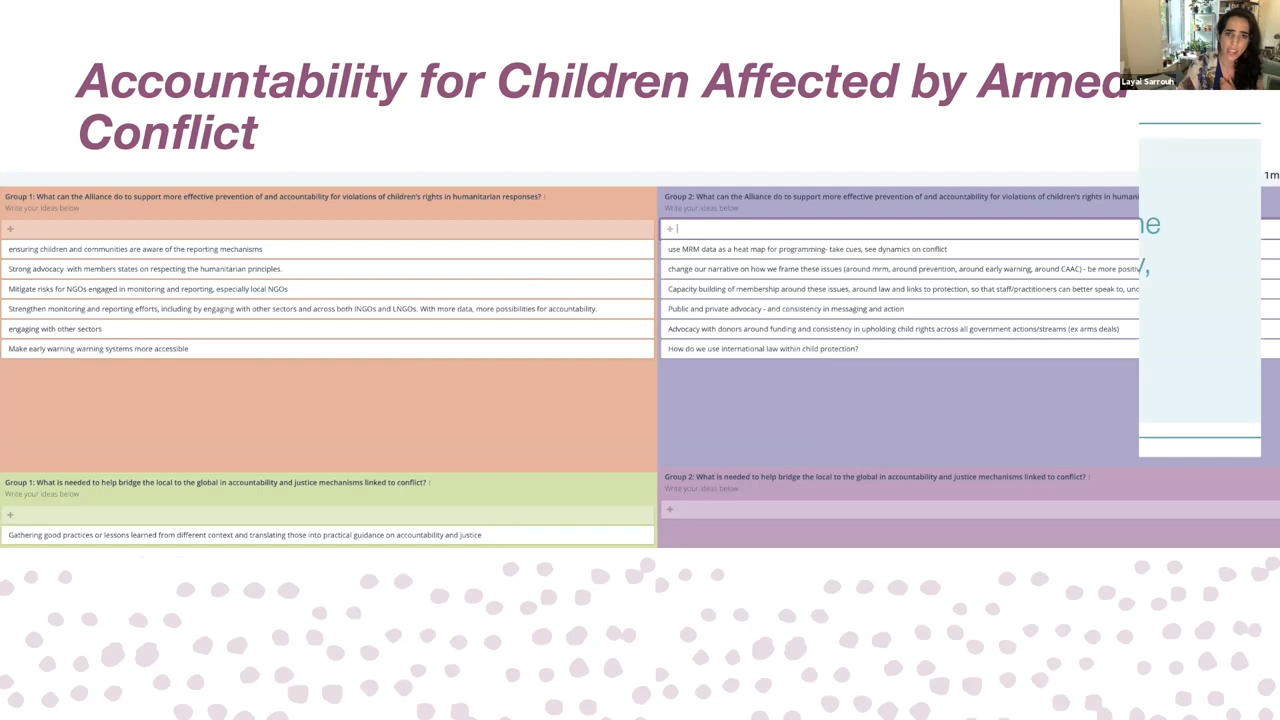 Accountability for Children Affected by Armed
Conflict
Layal Sarrouh
1m
Group 1: What can the Alliance do to support more effective prevention of and accountability for violations of children's rights in humanitarian responses?
Write your ideas below
+
ensuring children and communities are aware of the reporting mechanisms
Strong advocacy with members states on respecting the humanitarian principles.
Mitigate risks for NGOs engaged in monitoring and reporting, especially local NGOs
Strengthen monitoring and reporting efforts, including by engaging with other sectors and across both INGOs and LNGOs. With more data, more possibilities for accountability.
engaging with other sectors
Make early warning warning systems more accessible
Group 2: What can the Alliance do to support more effective prevention of and accountability for violations of children's rights in
Write your ideas below
+
use MRM data as a heat map for programming- take cues, see dynamics on conflict
change our narrative on how we frame these issues (around mrm, around prevention, around early warning, around CAAC) - be more
Capacity building of membership around these issues, around law and links to protection, so that staff/practitioners can better speak to,
Public and private advocacy - and consistency in messaging and action
Advocacy with donors around funding and consistency in upholding child rights across all government actions/streams (ex arms deals)
How do we use international law within child protection?
Group 1: What is needed to help bridge the local to the global in accountability and justice mechanisms linked to conflict?
Write your ideas below
+
Gathering good practices or lessons learned from different context and translating those into practical guidance on accountability and justice
Group 2: What is needed to help bridge the local to the global in accountability and justice mechanisms linked to conflict?
Write your ideas below
+